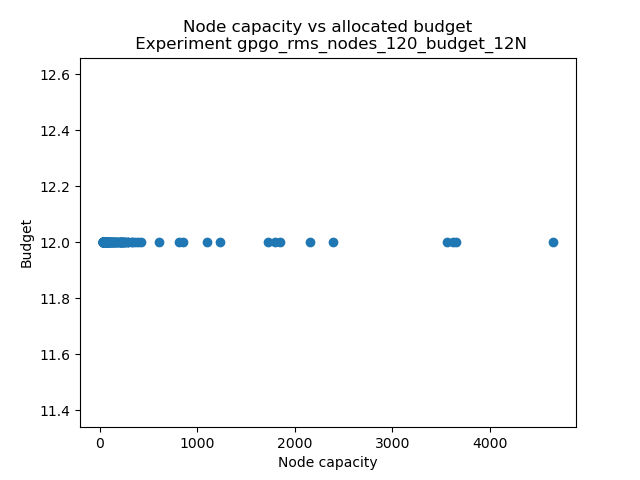 Node capacity vs allocated budget
Experiment gpgo_rms_nodes_120_budget_12N
12.6
12.4
12.2
12.0
11.8
11.6
11.4
Budget
0 1000 2000 3000 4000
Node capacity